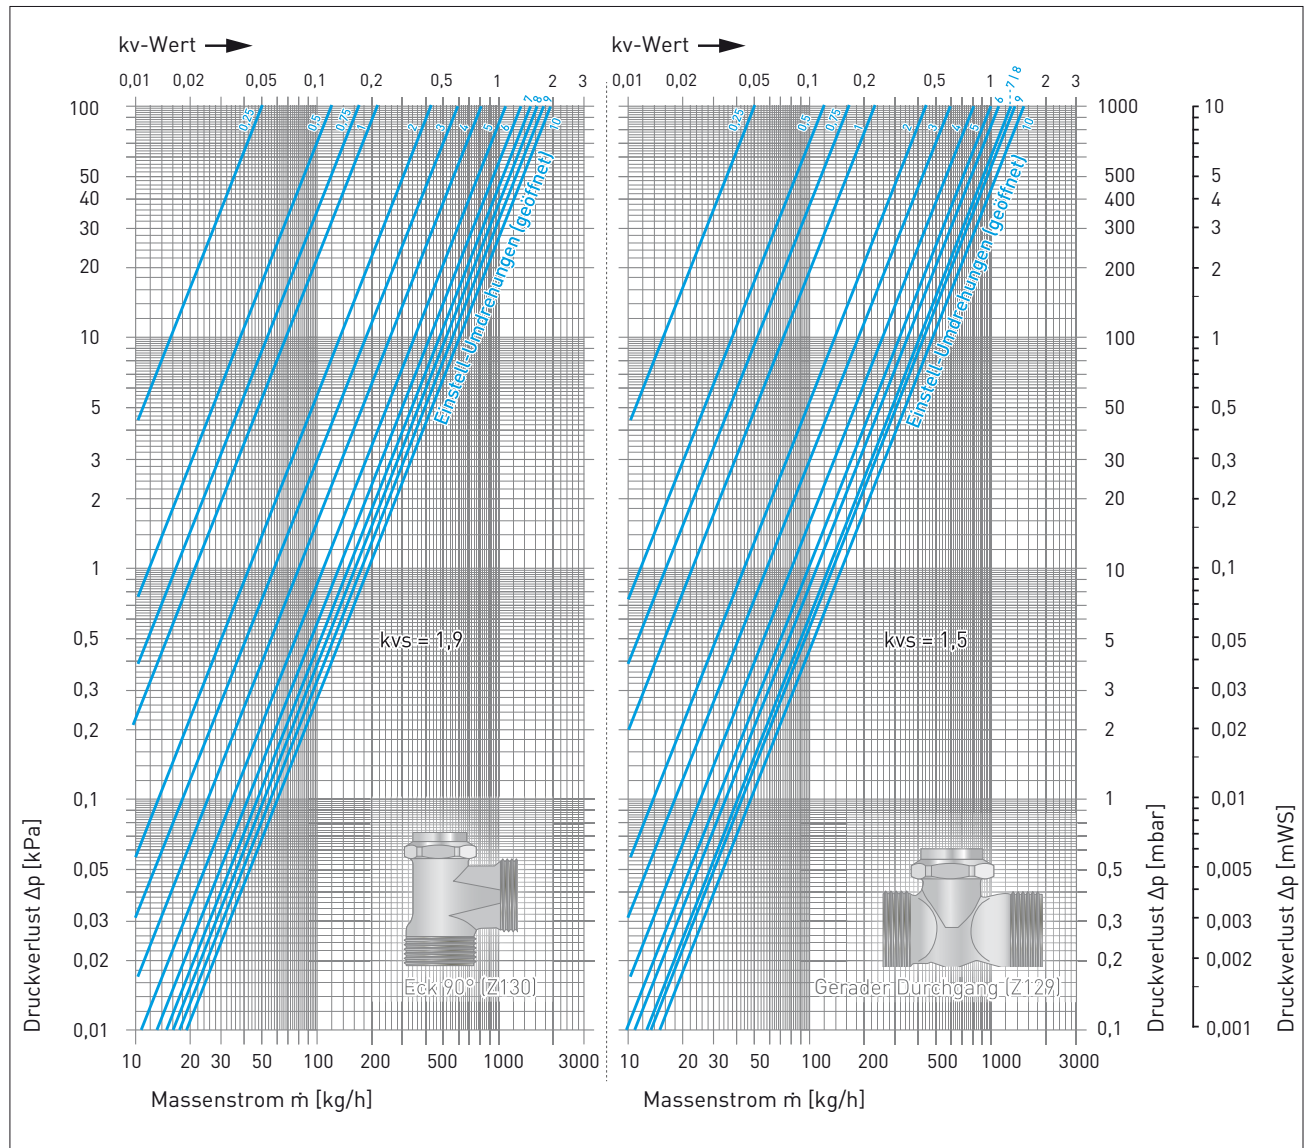 kv-Wert
kv-Wert
0,01 0,02 0,05 0,1 0,2 0,5 1 2 3
0,01 0,02 0,05 0,1 0,2 0,5 1 2 3
0,25 0,5 0,75 1 2 3 4 5 6 7 8 9 10
0,25 0,5 0,75 1 2 3 4 5 6 7 I 8 9 10
Einstell-Umdrehungen (geöffnet)
Einstell-Umdrehungen (geöffnet)
100
50
40
30
20
10
5
3
2
1
0,5
0,3
0,2
0,1
0,05
0,03
0,02
0,01
Druckverlust Δp [kPa]
kvs = 1,9
kvs = 1,5
Eck 90° (Z130)
Gerader Durchgang (Z129)
1000
500
400
300
200
100
50
30
20
10
5
3
2
1
0,5
0,3
0,2
0,1
Druckverlust Δp [mbar]
10
5
4
3
2
1
0,5
0,3
0,2
0,1
0,05
0,03
0,02
0,01
0,005
0,003
0,002
0,001
Druckverlust Δp [mWS]
10 20 30 50 100 200 500 1000 3000
10 20 30 50 100 200 500 1000 3000
Massenstrom ṁ [kg/h]
Massenstrom ṁ [kg/h]